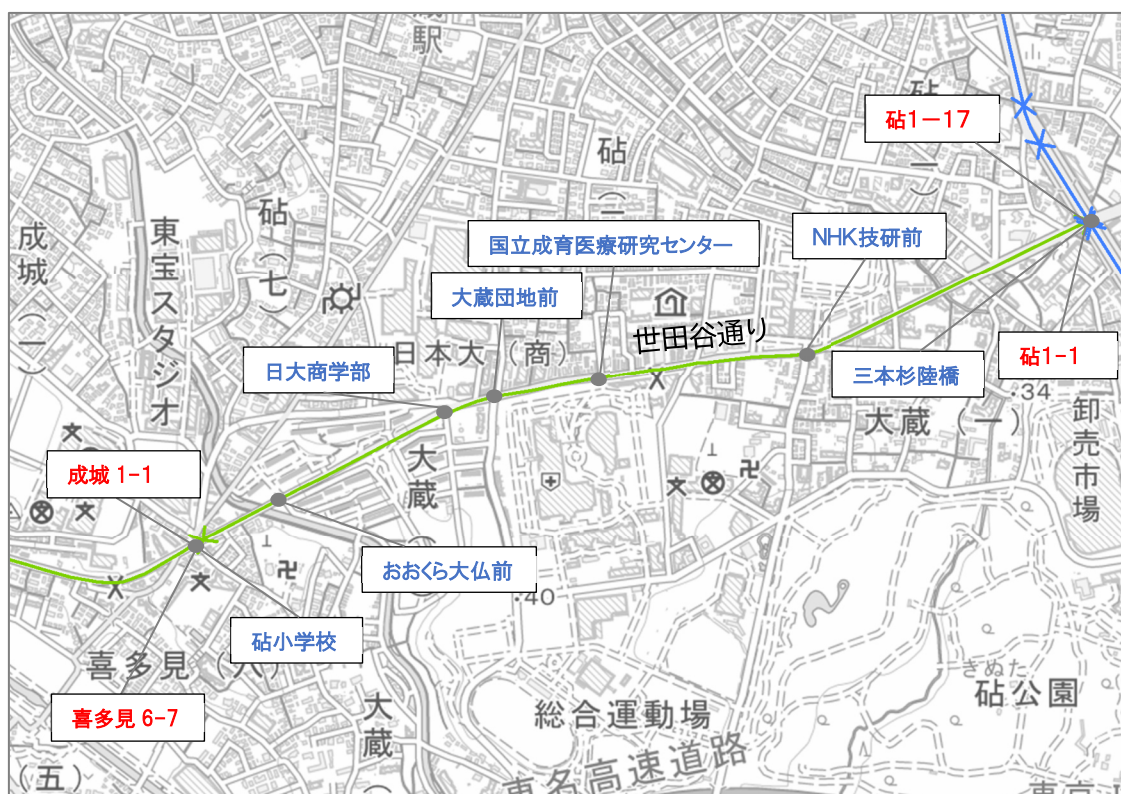 駅
砧(一)
砧1-17
砧(三)
成城(一)
東宝スタジオ
砧(七)
国立成育医療研究センター
NHK技研前
大蔵団地前
世田谷通り
日本大(商)
日大商学部
三本杉陸橋
砧1-1
.34
大蔵(一)
卸売市場
大蔵
成城 1-1
おおくら大仏前
.40
砧小学校
喜多見(八)
喜多見 6-7
きぬた
砧公園
総合運動場
大蔵
東名高速道路
(五)